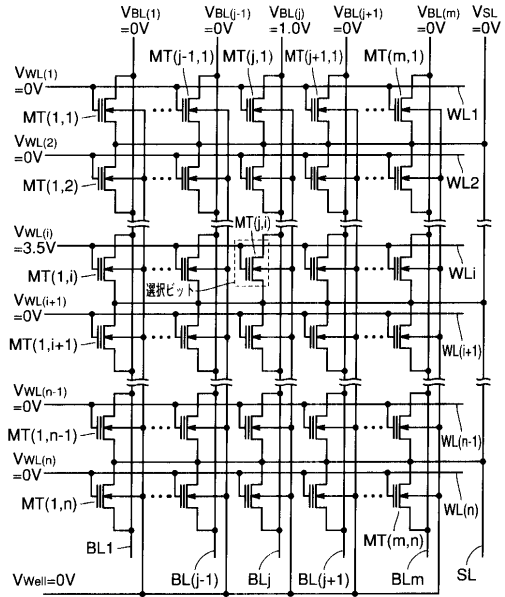 VBL(1) VBL(j-1) VBL(j) VBL(j+1) VBL(m) VSL
=0V =0V =1.0V =0V =0V =0V
MT(j-1,1) MT(j,1) MT(j+1,1) MT(m,1)
VWL(1)
=0V
MT(1,1) WL1
VWL(2)
=0V
MT(1,2) WL2
MT(j,i)
VWL(i)
=3.5V
MT(1,i) WLi
選択ビット
VWL(i+1)
=0V
MT(1,i+1) WL(i+1)
VWL(n-1)
=0V
MT(1,n-1) WL(n-1)
VWL(n)
=0V
MT(1,n) WL(n)
MT(m,n)
BL1 BL(j-1) BLj BL(j+1) BLm SL
VWell=0V